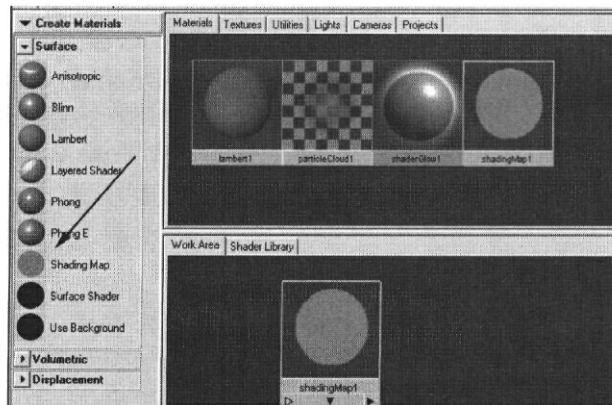 Create Materials
Surface
Anisotropic
Blinn
Lambert
Layered Shader
Phong
Phong E
Shading Map
Surface Shader
Use Background
Volumetric
Displacement
Materials Textures Utilities Lights Cameras Projects
lambert1 particleCloud1 shaderGlow1 shadingMap1
Work Area Shader Library
shadingMap1